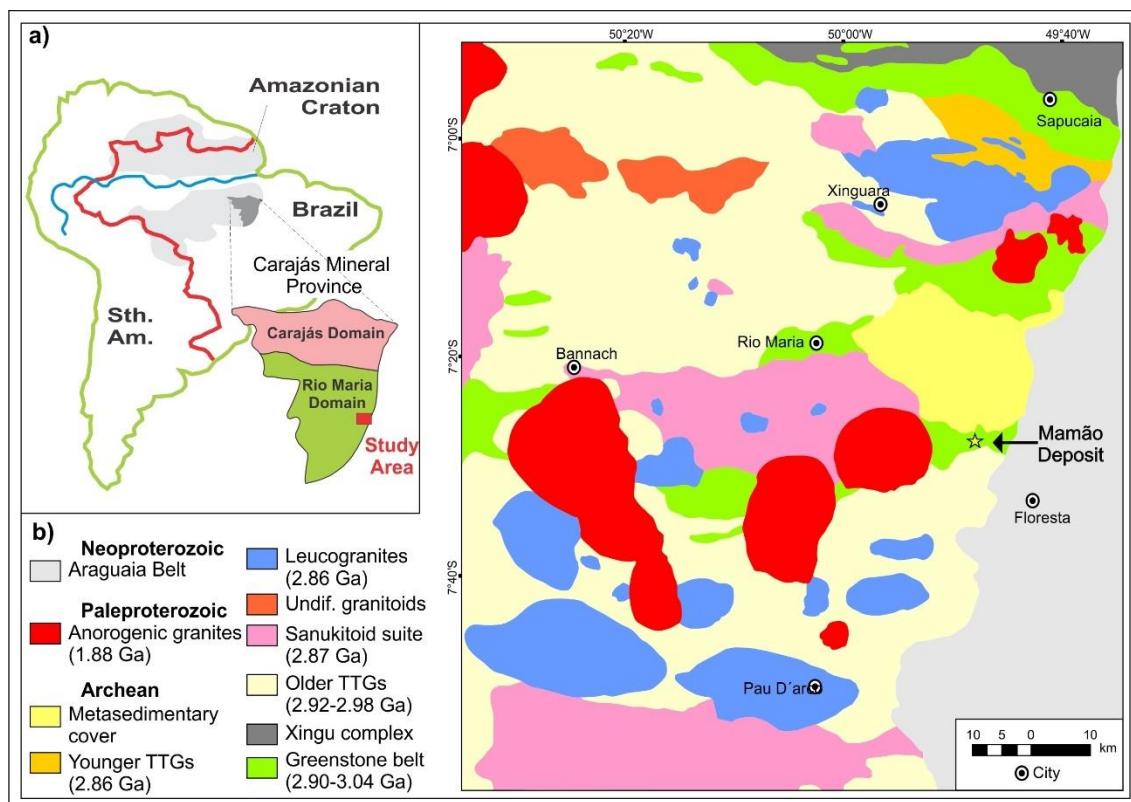 a)
Amazonian
Craton
Brazil
Carajás Mineral
Province
Carajás Domain
Sth.
Am.
Rio Maria
Domain
Study
Area
b)
Neoproterozoic
Araguaia Belt
Paleproterozoic
Anorogenic granites
(1.88 Ga)
Archean
Metasedimentary
cover
Younger TTGs
(2.86 Ga)
Leucogranites
(2.86 Ga)
Undif. granitoids
Sanukitoid suite
(2.87 Ga)
Older TTGs
(2.92-2.98 Ga)
Xingu complex
Greenstone belt
(2.90-3.04 Ga)
50°20'W
50°00'W
49°40'W
7°00'S
7°20'S
7°40'S
Sapucaia
Xinguara
Rio Maria
Bannach
Mamão
Deposit
Floresta
Pau D´arco
10 5 0 10
km
City